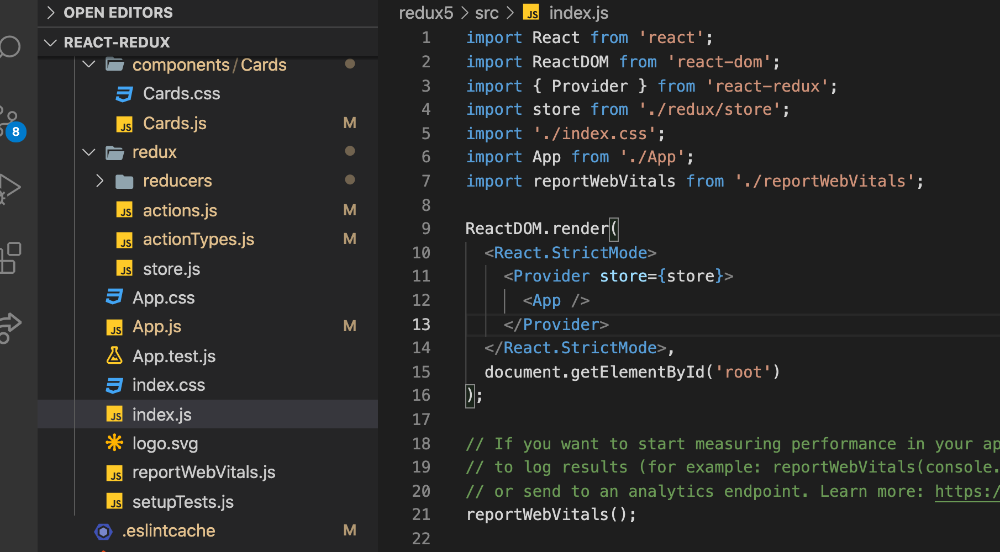 OPEN EDITORS
REACT-REDUX
components/Cards
Cards.css
Cards.js M
redux
reducers
actions.js M
actionTypes.js M
store.js
App.css
App.js M
App.test.js
index.css
index.js
logo.svg
reportWebVitals.js
setupTests.js
.eslintcache M
8
redux5 > src > JS index.js
1 import React from 'react';
2 import ReactDOM from 'react-dom';
3 import { Provider } from 'react-redux';
4 import store from './redux/store';
5 import './index.css';
6 import App from './App';
7 import reportWebVitals from './reportWebVitals';
8
9 ReactDOM.render(
10 <React.StrictMode>
11 <Provider store={store}>
12 <App />
13 </Provider>
14 </React.StrictMode>,
15 document.getElementById('root')
16 );
17
18 // If you want to start measuring performance in your ap
19 // to log results (for example: reportWebVitals(console.
20 // or send to an analytics endpoint. Learn more: https:/
21 reportWebVitals();
22